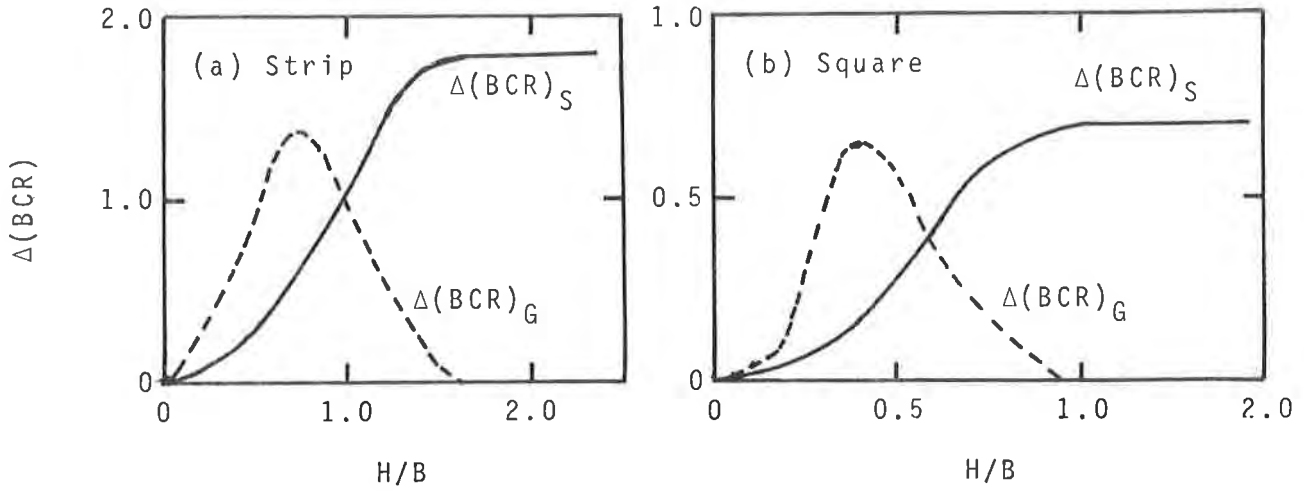 2.0
(a) Strip
Δ(BCR)S
1.0
Δ(BCR)G
0
0
1.0
2.0
H/B
Δ(BCR)
1.0
(b) Square
Δ(BCR)S
0.5
Δ(BCR)G
0
0
0.5
1.0
2.0
H/B